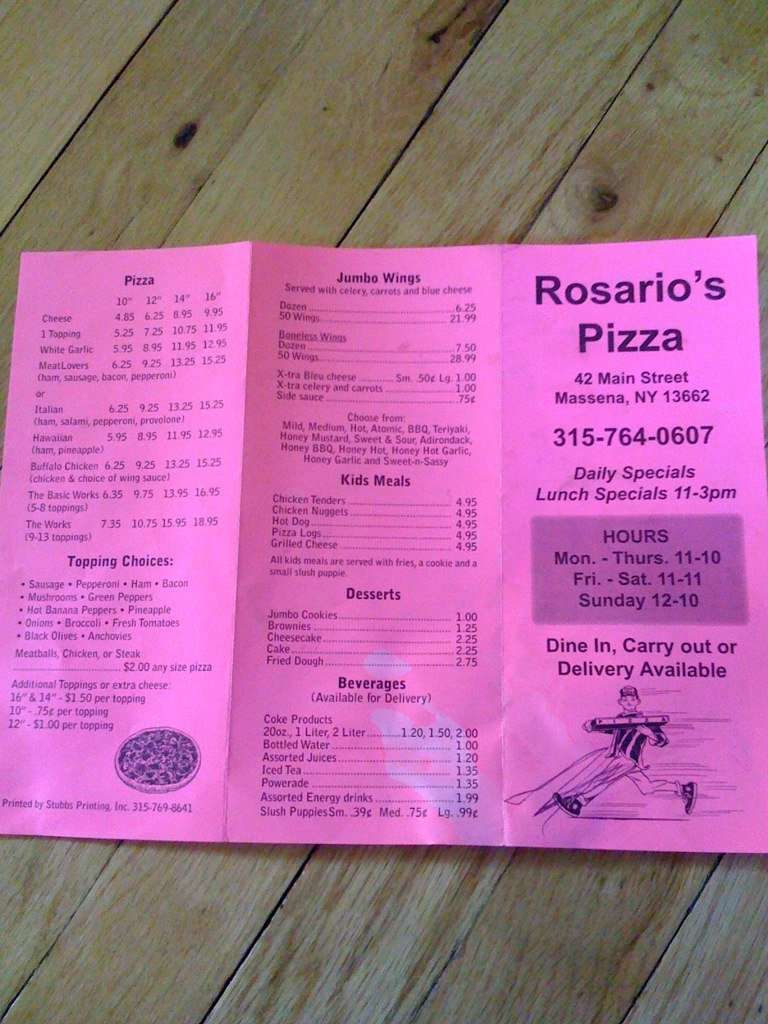 Pizza
10" 12" 14" 16"
Cheese 4.85 6.25 8.95 9.95
1 Topping 5.25 7.25 10.75 11.95
White Garlic 5.95 8.95 11.95 12.95
MeatLovers 6.25 9.25 13.25 15.25
(ham, sausage, bacon, pepperoni)
or
Italian 6.25 9.25 13.25 15.25
(ham, salami, pepperoni, provolone)
Hawaiian 5.95 8.95 11.95 12.95
(ham, pineapple)
Buffalo Chicken 6.25 9.25 13.25 15.25
(chicken & choice of wing sauce)
The Basic Works 6.35 9.75 13.95 16.95
(5-8 toppings)
The Works 7.35 10.75 15.95 18.95
(9-13 toppings)
Topping Choices:
• Sausage • Pepperoni • Ham • Bacon
• Mushrooms • Green Peppers
• Hot Banana Peppers • Pineapple
• Onions • Broccoli • Fresh Tomatoes
• Black Olives • Anchovies
Meatballs, Chicken, or Steak
$2.00 any size pizza
Additional Toppings or extra cheese:
16" & 14" - $1.50 per topping
10" - .75¢ per topping
12" - $1.00 per topping
Printed by Stubbs Printing, Inc. 315-769-8641
Jumbo Wings
Served with celery, carrots and blue cheese
Dozen 6.25
50 Wings 21.99
Boneless Wings
Dozen 7.50
50 Wings 28.99
X-tra Bleu cheese Sm. .50¢ Lg. 1.00
X-tra celery and carrots 1.00
Side sauce .75¢
Choose from:
Mild, Medium, Hot, Atomic, BBQ, Teriyaki,
Honey Mustard, Sweet & Sour, Adirondack,
Honey BBQ, Honey Hot, Honey Hot Garlic,
Honey Garlic and Sweet-n-Sassy
Kids Meals
Chicken Tenders 4.95
Chicken Nuggets 4.95
Hot Dog 4.95
Pizza Logs 4.95
Grilled Cheese 4.95
All kids meals are served with fries, a cookie and a
small slush puppie.
Desserts
Jumbo Cookies 1.00
Brownies 1.25
Cheesecake 2.25
Cake 2.25
Fried Dough 2.75
Beverages
(Available for Delivery)
Coke Products
20oz., 1 Liter, 2 Liter 1.20, 1.50, 2.00
Bottled Water 1.00
Assorted Juices 1.20
Iced Tea 1.35
Powerade 1.35
Assorted Energy drinks 1.99
Slush Puppies Sm. .39¢ Med. .75¢ Lg. .99¢
Rosario's
Pizza
42 Main Street
Massena, NY 13662
315-764-0607
Daily Specials
Lunch Specials 11-3pm
HOURS
Mon. - Thurs. 11-10
Fri. - Sat. 11-11
Sunday 12-10
Dine In, Carry out or
Delivery Available